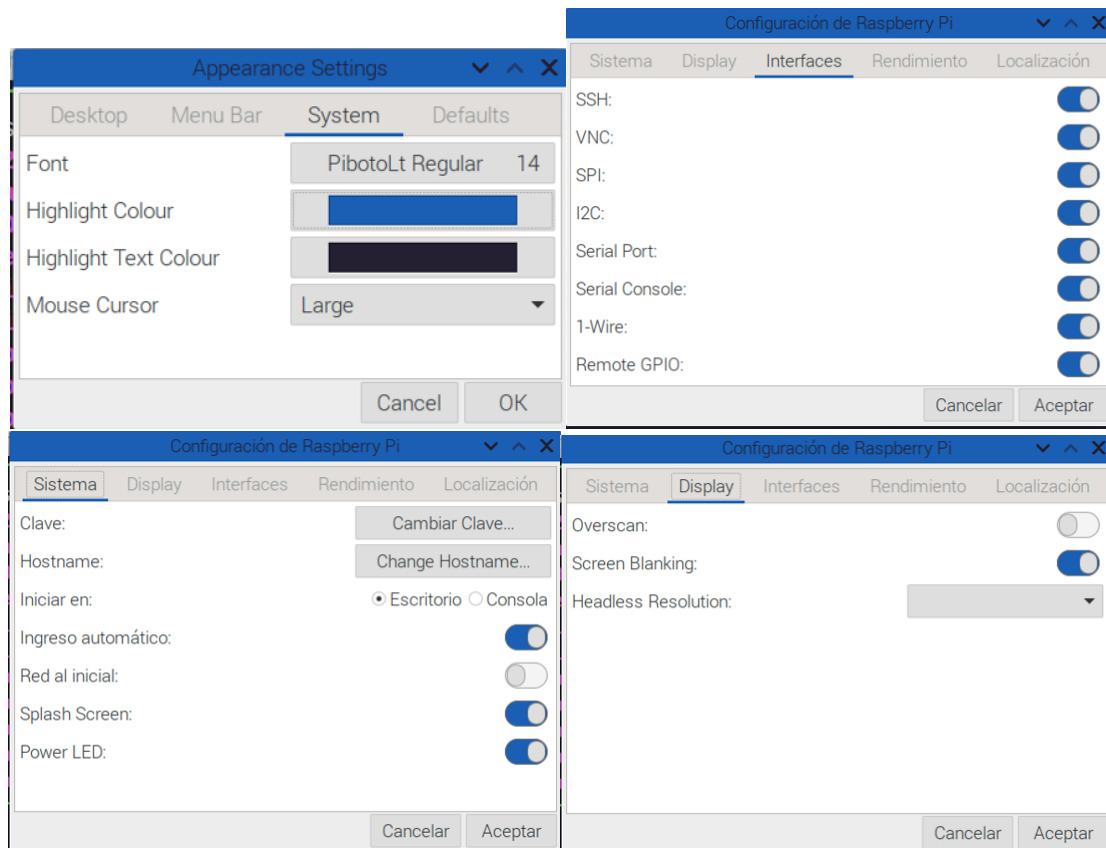 Appearance Settings
Desktop Menu Bar System Defaults
Font PibotoLt Regular 14
Highlight Colour
Highlight Text Colour
Mouse Cursor Large
Cancel OK
Configuración de Raspberry Pi
Sistema Display Interfaces Rendimiento Localización
SSH:
VNC:
SPI:
I2C:
Serial Port:
Serial Console:
1-Wire:
Remote GPIO:
Cancelar Aceptar
Configuración de Raspberry Pi
Sistema Display Interfaces Rendimiento Localización
Clave: Cambiar Clave...
Hostname: Change Hostname...
Iniciar en: Escritorio Consola
Ingreso automático:
Red al inicial:
Splash Screen:
Power LED:
Cancelar Aceptar
Configuración de Raspberry Pi
Sistema Display Interfaces Rendimiento Localización
Overscan:
Screen Blanking:
Headless Resolution:
Cancelar Aceptar